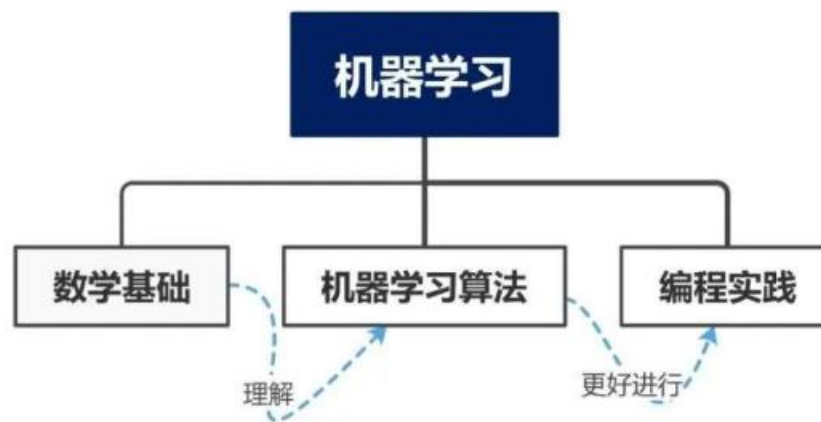 机器学习
数学基础
机器学习算法
编程实践
理解
更好进行